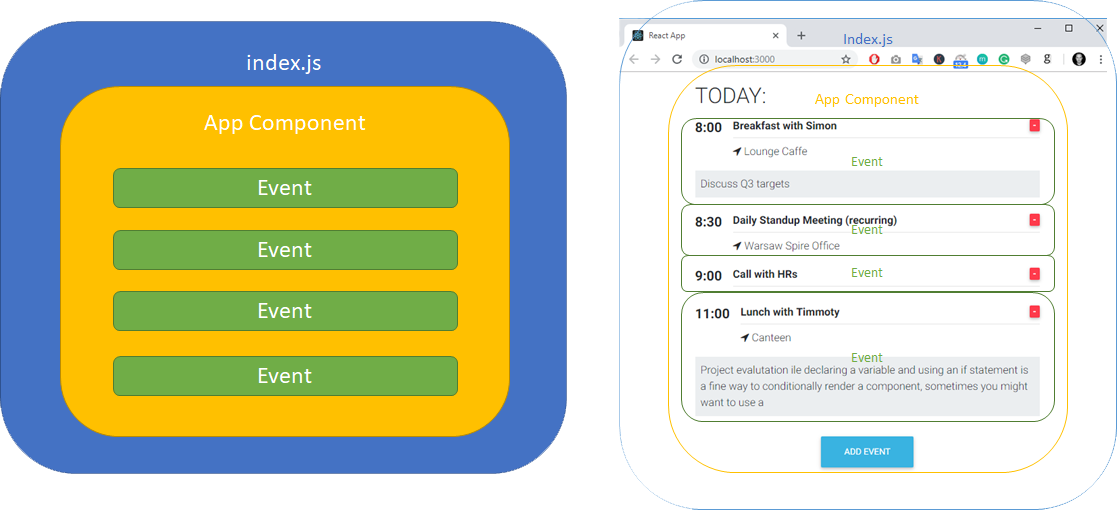 index.js
App Component
Event
Event
Event
Event
React App
Index.js
localhost:3000
12.4
TODAY:
App Component
8:00 Breakfast with Simon -
Lounge Caffe
Event
Discuss Q3 targets
8:30 Daily Standup Meeting (recurring) -
Event
Warsaw Spire Office
9:00 Call with HRs -
Event
11:00 Lunch with Timmoty -
Canteen
Event
Project evalutation ile declaring a variable and using an if statement is
a fine way to conditionally render a component, sometimes you might
want to use a
ADD EVENT